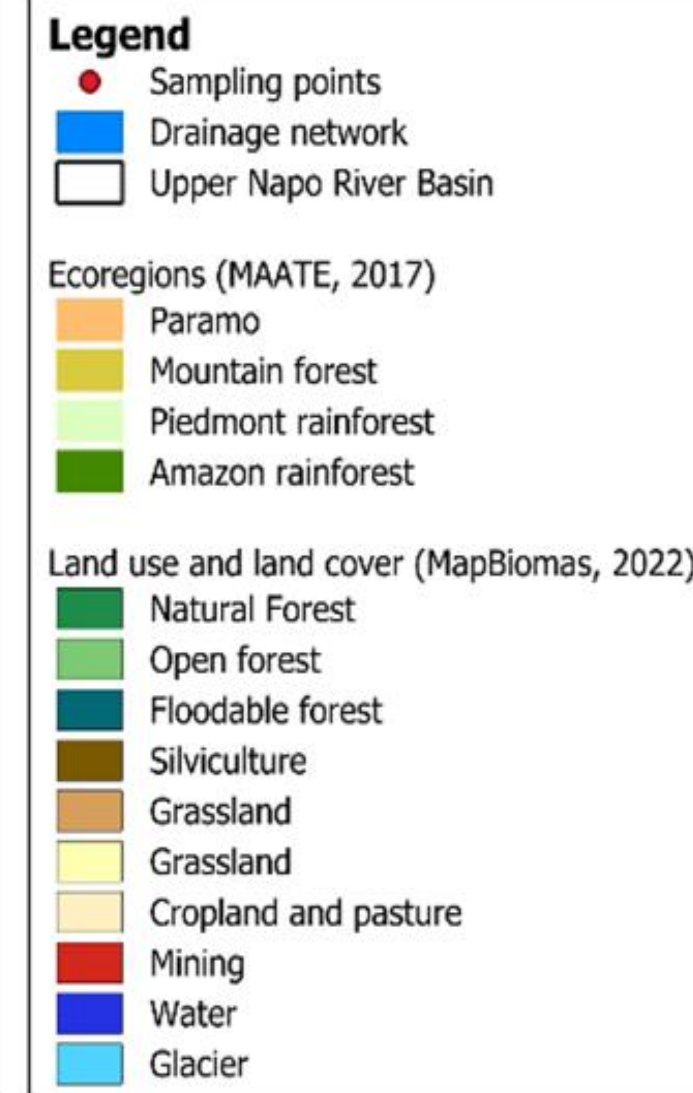 Legend
Sampling points
Drainage network
Upper Napo River Basin
Ecoregions (MAATE, 2017)
Paramo
Mountain forest
Piedmont rainforest
Amazon rainforest
Land use and land cover (MapBiomas, 2022)
Natural Forest
Open forest
Floodable forest
Silviculture
Grassland
Grassland
Cropland and pasture
Mining
Water
Glacier